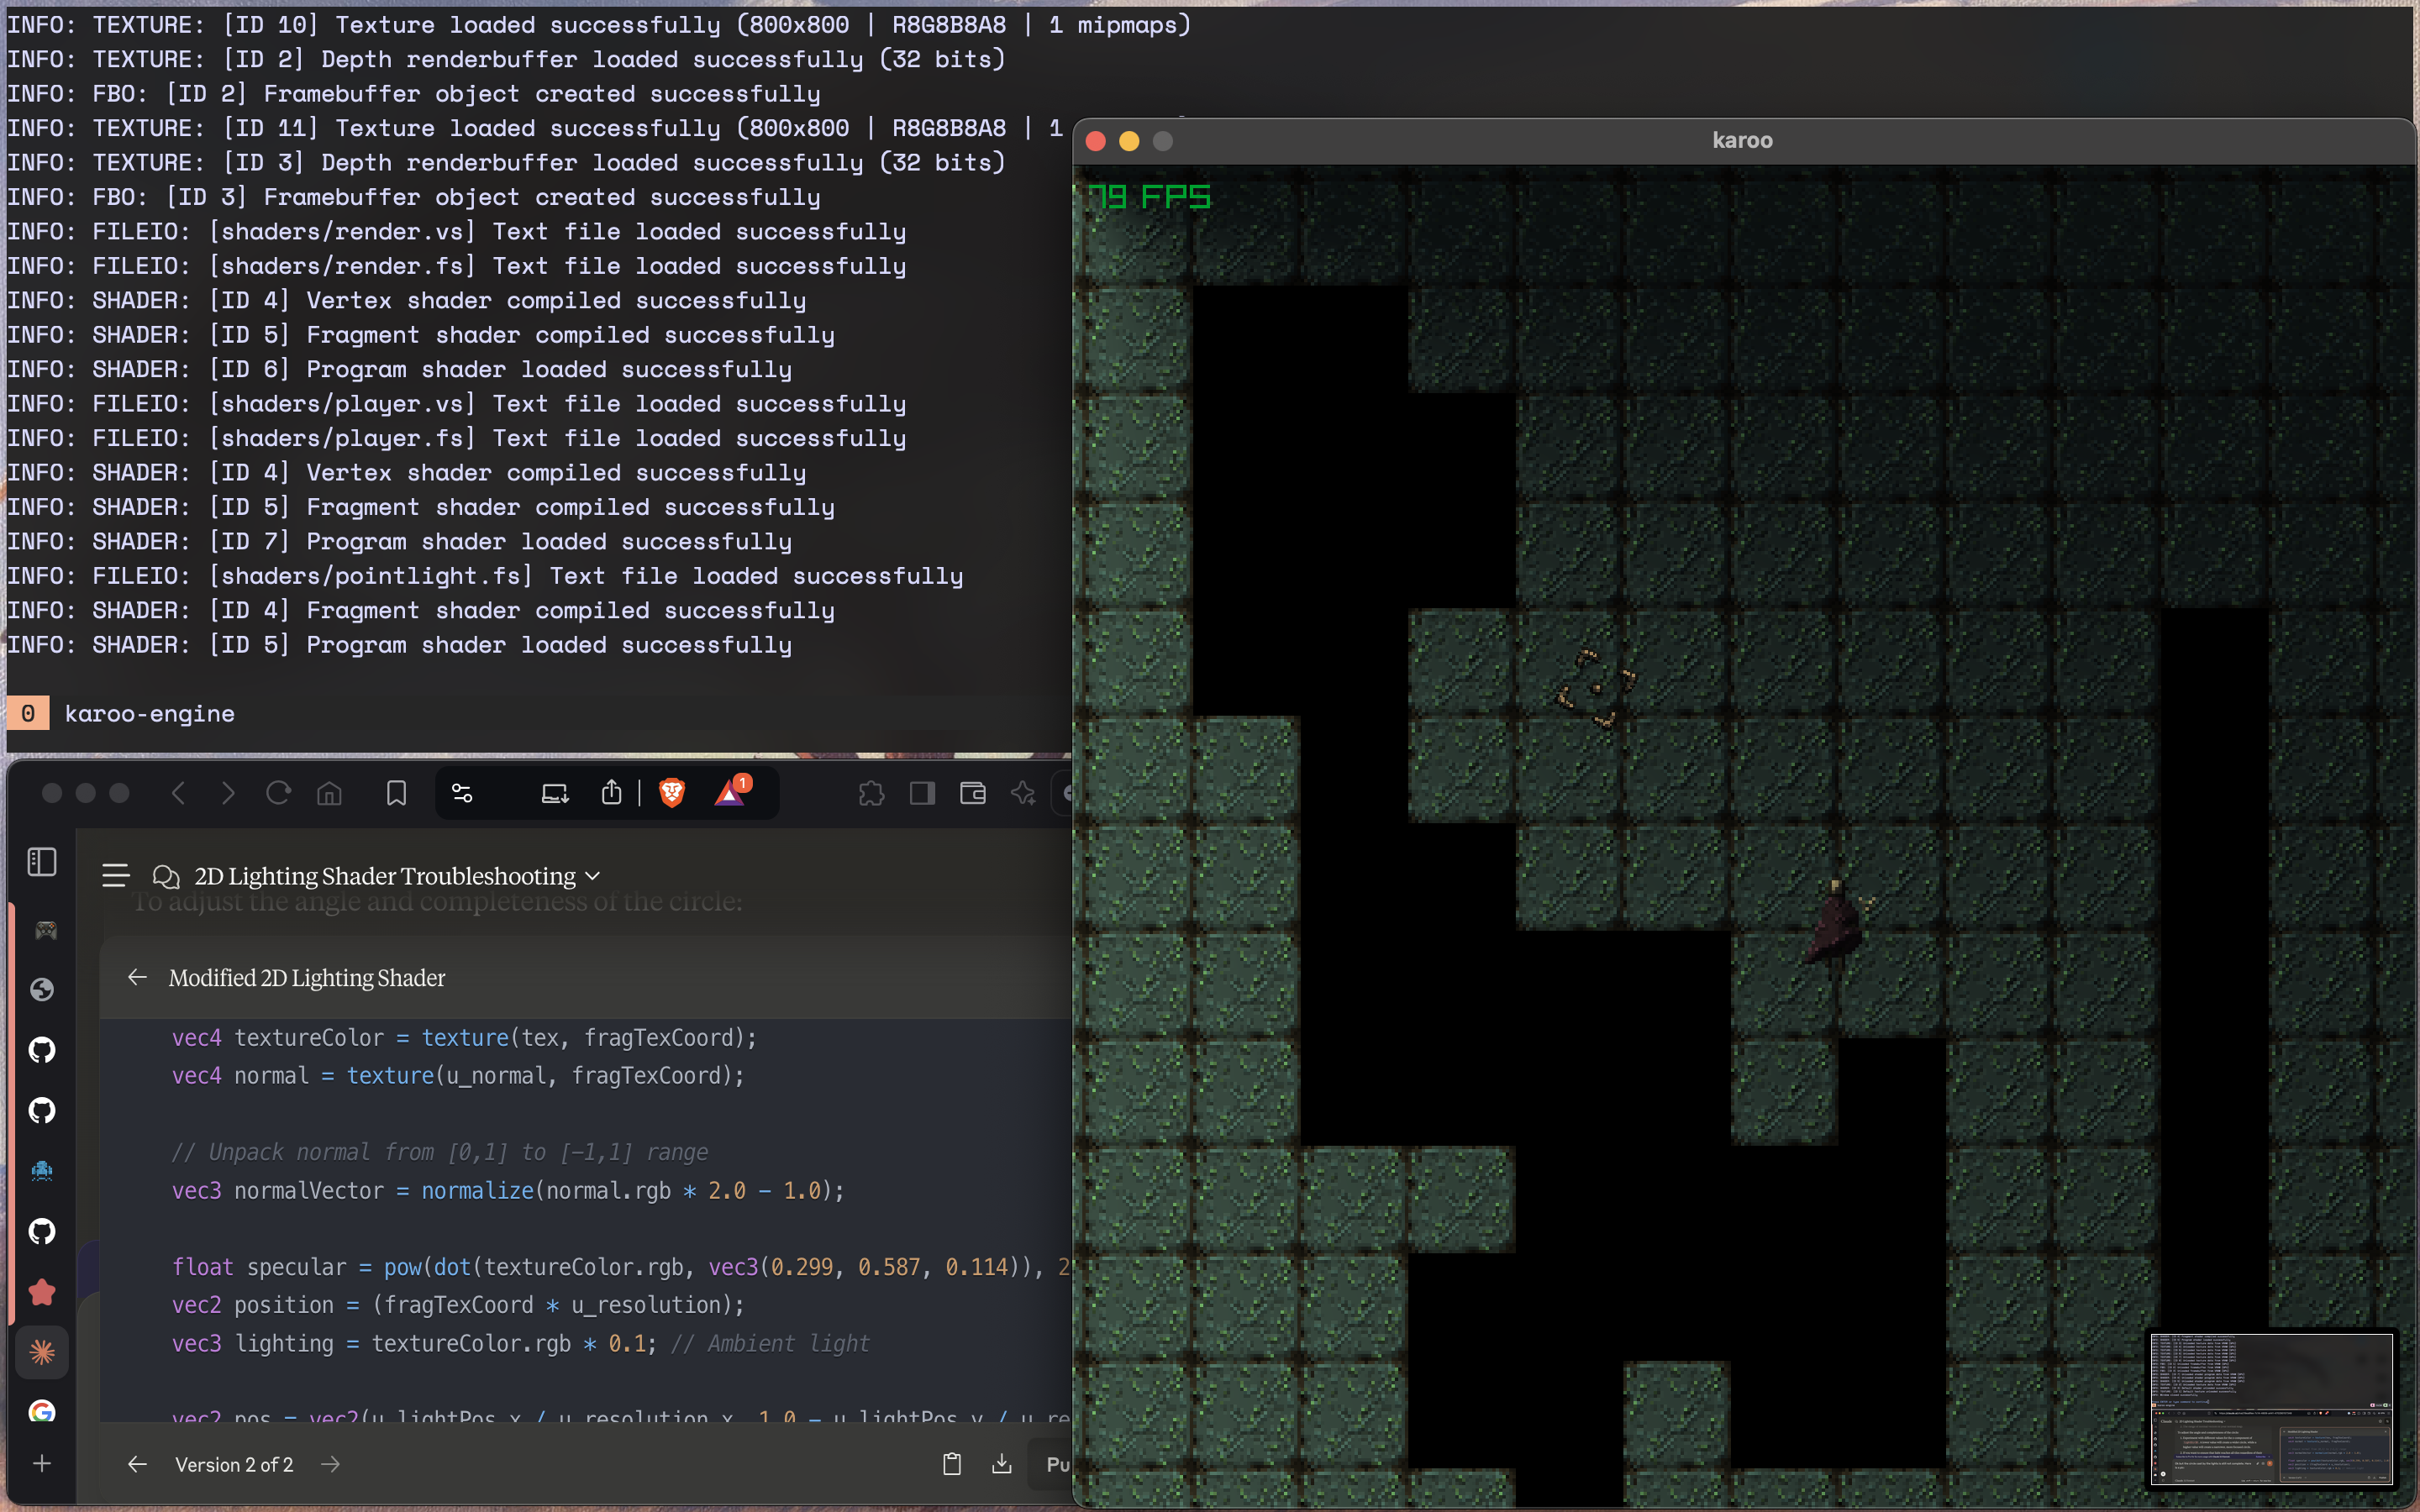 INFO: TEXTURE: [ID 10] Texture loaded successfully (800x800 | R8G8B8A8 | 1 mipmaps)
INFO: TEXTURE: [ID 2] Depth renderbuffer loaded successfully (32 bits)
INFO: FBO: [ID 2] Framebuffer object created successfully
INFO: TEXTURE: [ID 11] Texture loaded successfully (800x800 | R8G8B8A8 | 1
INFO: TEXTURE: [ID 3] Depth renderbuffer loaded successfully (32 bits)
INFO: FBO: [ID 3] Framebuffer object created successfully
INFO: FILEIO: [shaders/render.vs] Text file loaded successfully
INFO: FILEIO: [shaders/render.fs] Text file loaded successfully
INFO: SHADER: [ID 4] Vertex shader compiled successfully
INFO: SHADER: [ID 5] Fragment shader compiled successfully
INFO: SHADER: [ID 6] Program shader loaded successfully
INFO: FILEIO: [shaders/player.vs] Text file loaded successfully
INFO: FILEIO: [shaders/player.fs] Text file loaded successfully
INFO: SHADER: [ID 4] Vertex shader compiled successfully
INFO: SHADER: [ID 5] Fragment shader compiled successfully
INFO: SHADER: [ID 7] Program shader loaded successfully
INFO: FILEIO: [shaders/pointlight.fs] Text file loaded successfully
INFO: SHADER: [ID 4] Fragment shader compiled successfully
INFO: SHADER: [ID 5] Program shader loaded successfully
0 karoo-engine
karoo
79 FPS
1
2D Lighting Shader Troubleshooting
To adjust the angle and completeness of the circle:
Modified 2D Lighting Shader
vec4 textureColor = texture(tex, fragTexCoord);
vec4 normal = texture(u_normal, fragTexCoord);
// Unpack normal from [0,1] to [-1,1] range
vec3 normalVector = normalize(normal.rgb * 2.0 - 1.0);
float specular = pow(dot(textureColor.rgb, vec3(0.299, 0.587, 0.114)), 2
vec2 position = (fragTexCoord * u_resolution);
vec3 lighting = textureColor.rgb * 0.1; // Ambient light
vec2 pos = vec2(u_lightPos.x / u_resolution.x, 1.0 - u_lightPos.y / u_re
Version 2 of 2
Pu